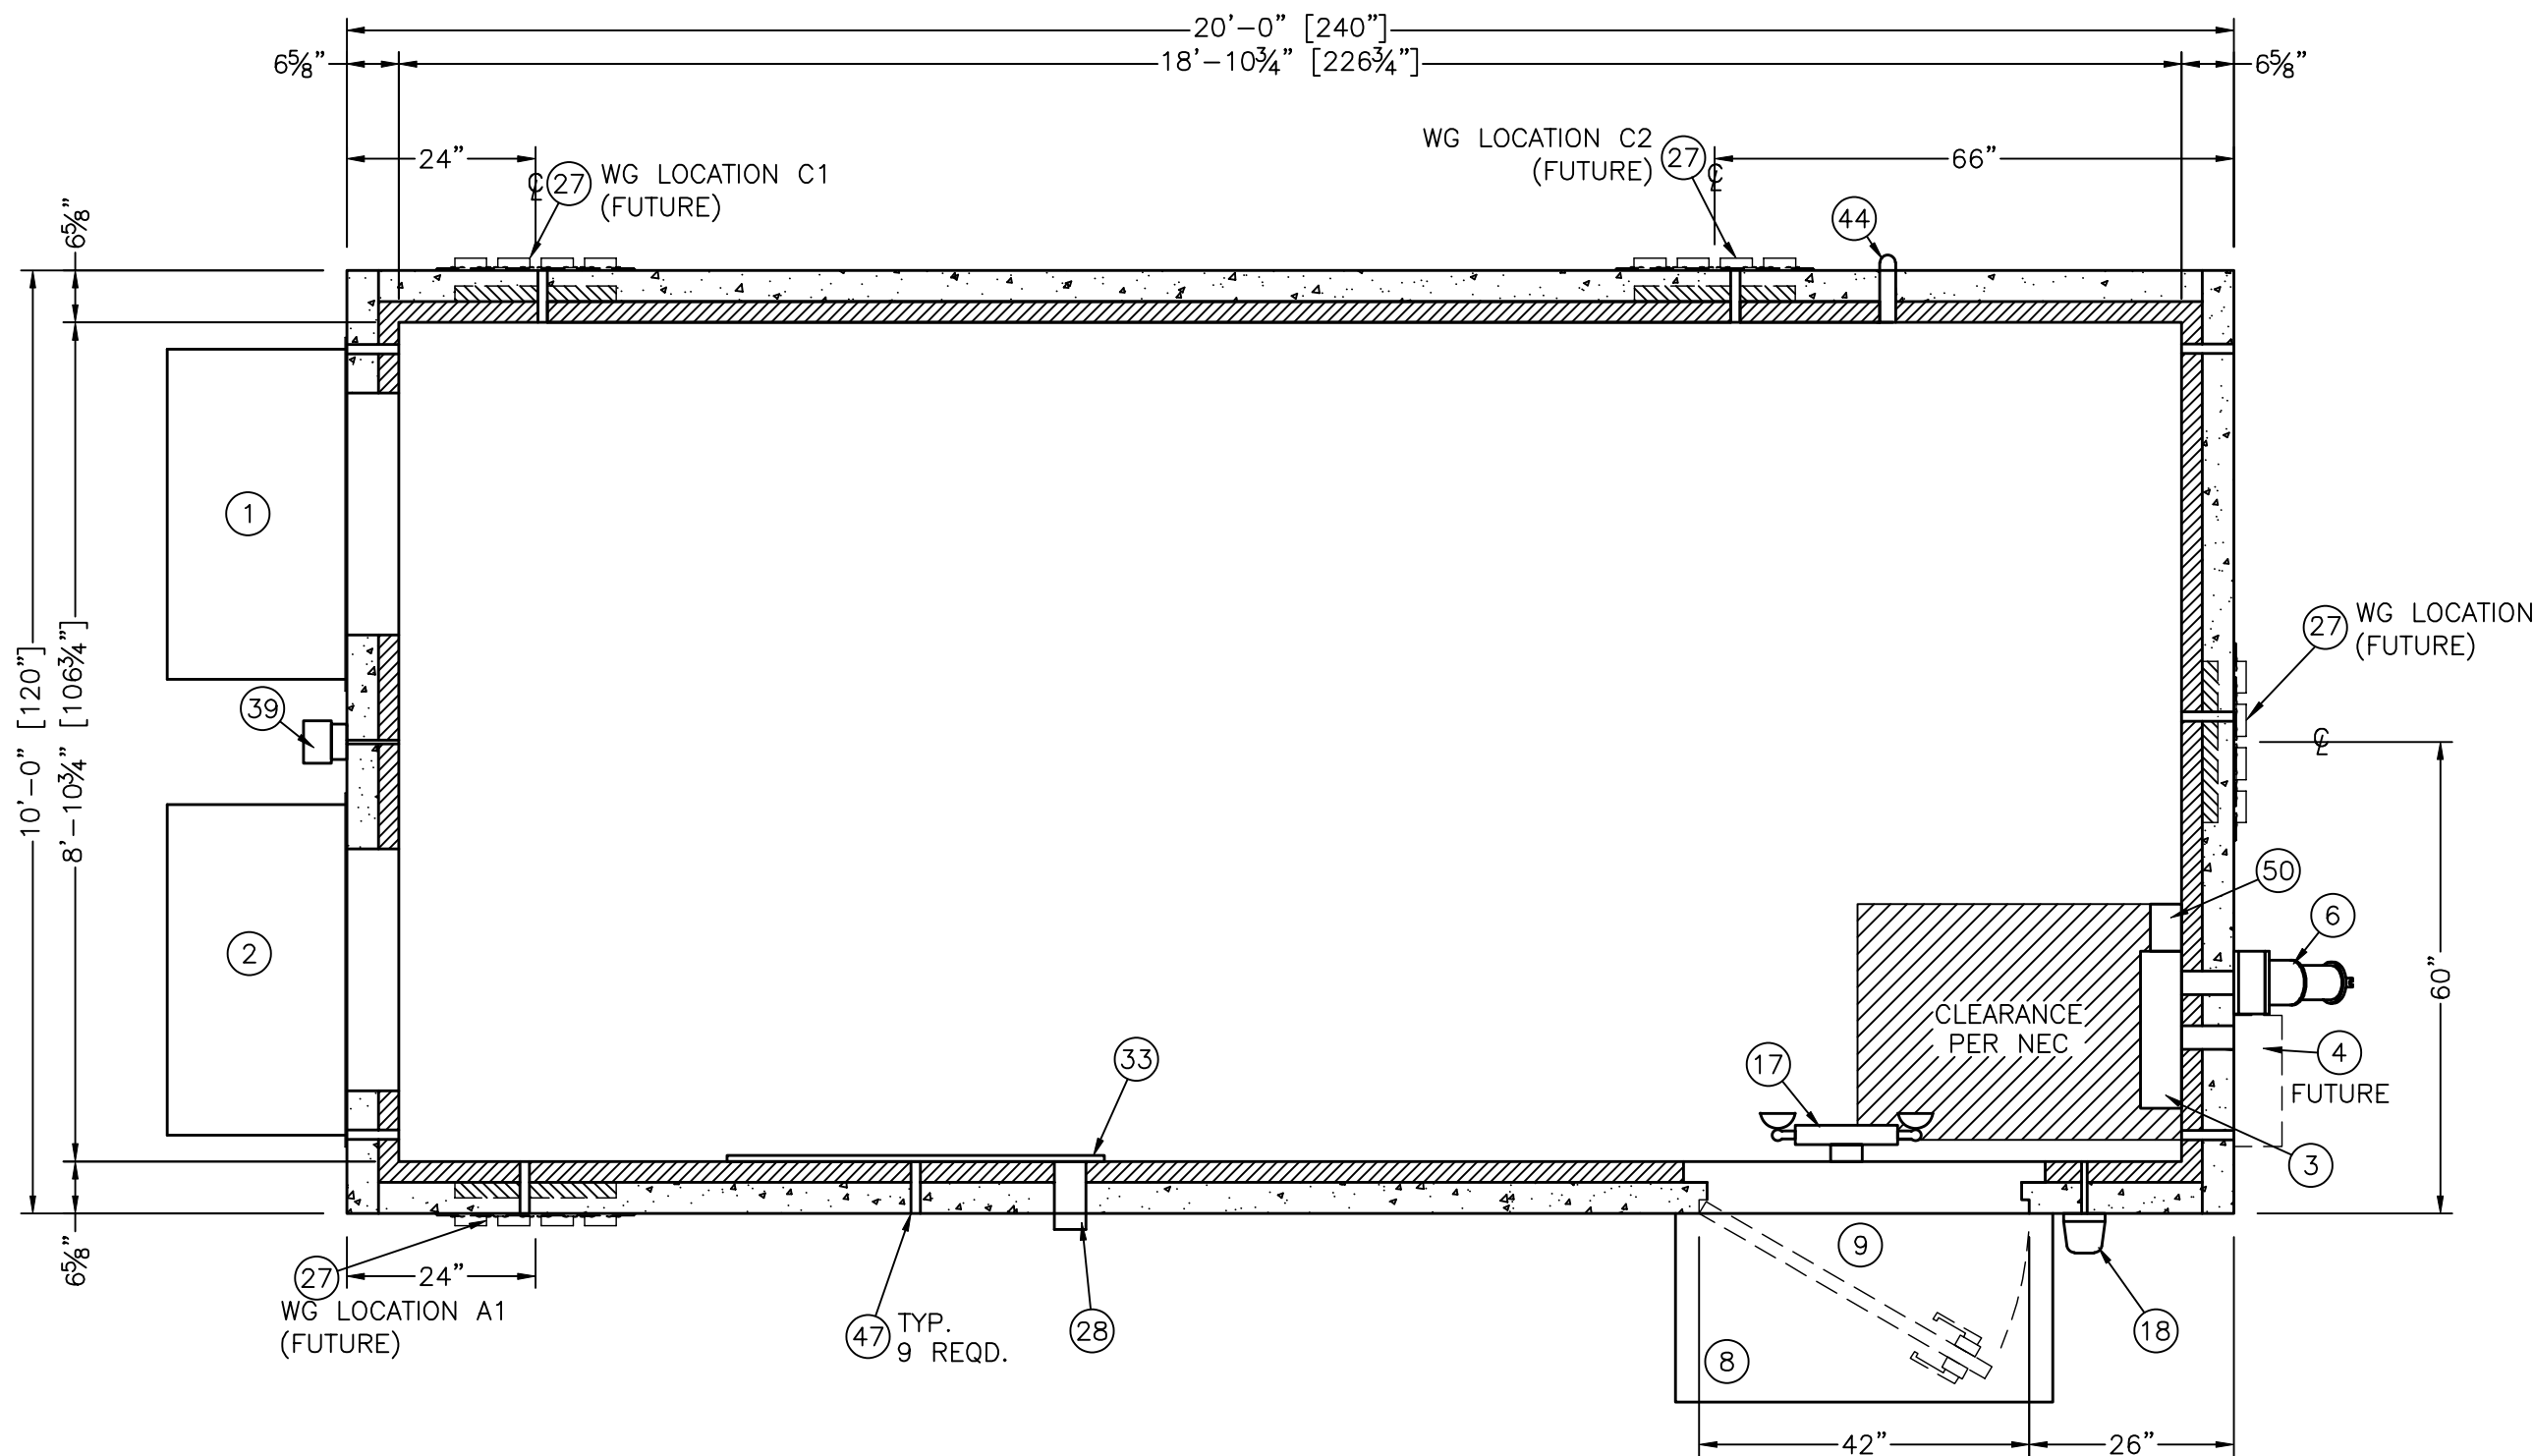 20'-0" [240"]
6⅝" 18'-10¾" [226¾"] 6⅝"
WG LOCATION C2
(FUTURE)
27
℄
66"
24"
℄
27
WG LOCATION C1
(FUTURE)
44
6⅝"
1
27
WG LOCATION
(FUTURE)
℄
10'-0" [120"]
8'-10¾" [106¾"]
39
50
6
2
60"
CLEARANCE
PER NEC
4
FUTURE
33
17
3
6⅝"
27
24"
WG LOCATION A1
(FUTURE)
47
TYP.
9 REQD.
28
9
8
18
42"
26"